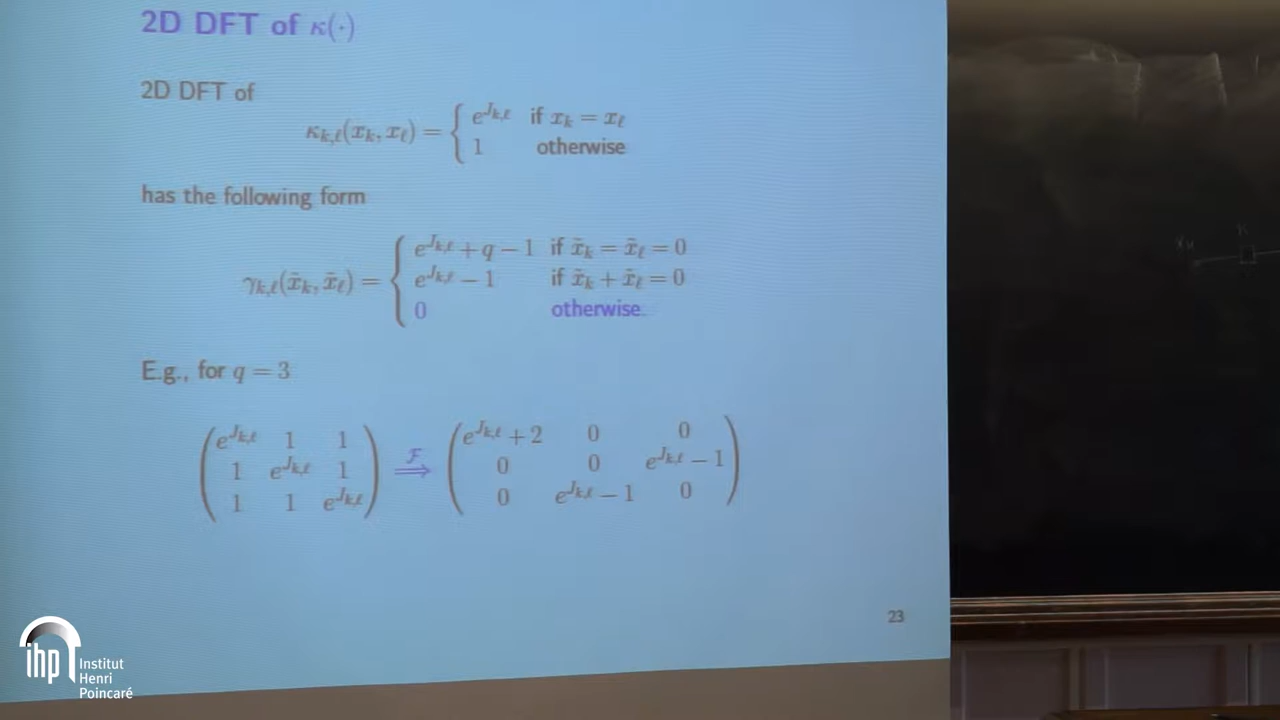 2D DFT of κ(·)
2D DFT of
κ_{k,ℓ}(x_k, x_ℓ) = { e^{J_{k,ℓ}} if x_k = x_ℓ
1 otherwise
has the following form
γ_{k,ℓ}(x̃_k, x̃_ℓ) = { e^{J_{k,ℓ}} + q − 1 if x̃_k = x̃_ℓ = 0
e^{J_{k,ℓ}} − 1 if x̃_k + x̃_ℓ = 0
0 otherwise.
E.g., for q = 3
( e^{J_{k,ℓ}} 1 1 ) ( e^{J_{k,ℓ}} + 2 0 0 )
( 1 e^{J_{k,ℓ}} 1 ) F⟹ ( 0 0 e^{J_{k,ℓ}} − 1 )
( 1 1 e^{J_{k,ℓ}} ) ( 0 e^{J_{k,ℓ}} − 1 0 )
23
ihp Institut
Henri
Poincaré